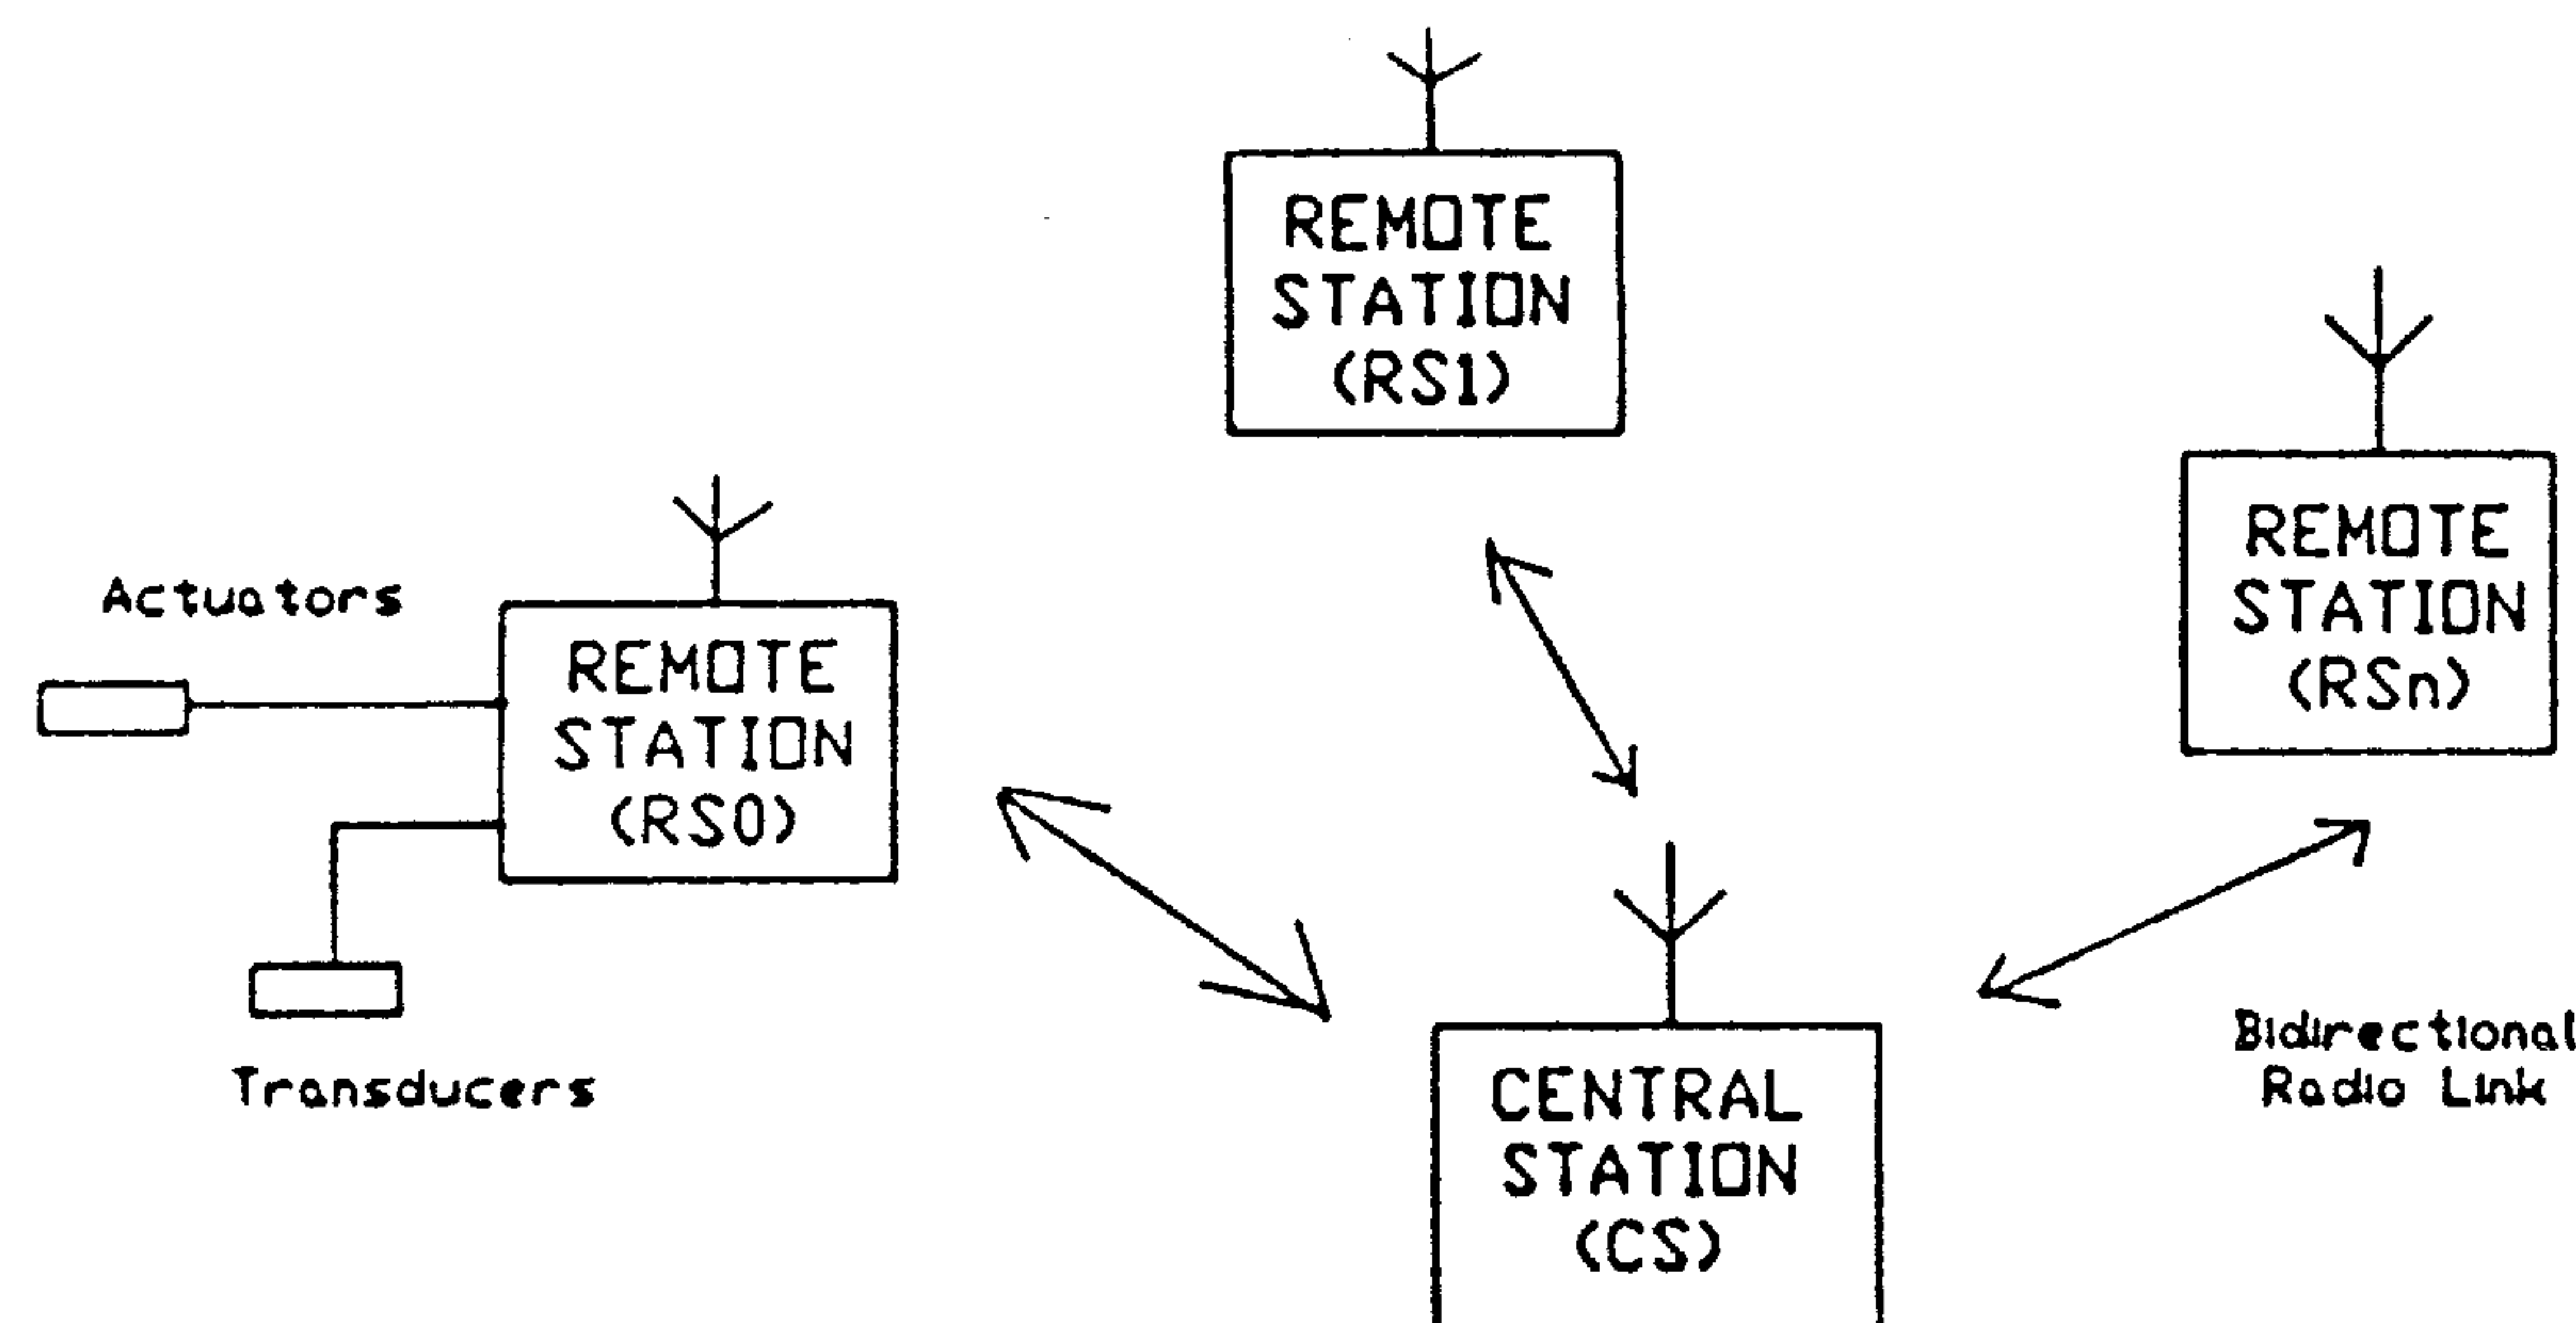 REMOTE
STATION
(RS1)
REMOTE
STATION
(RSn)
Actuators
REMOTE
STATION
(RS0)
Transducers
Bidirectional
Radio Link
CENTRAL
STATION
(CS)